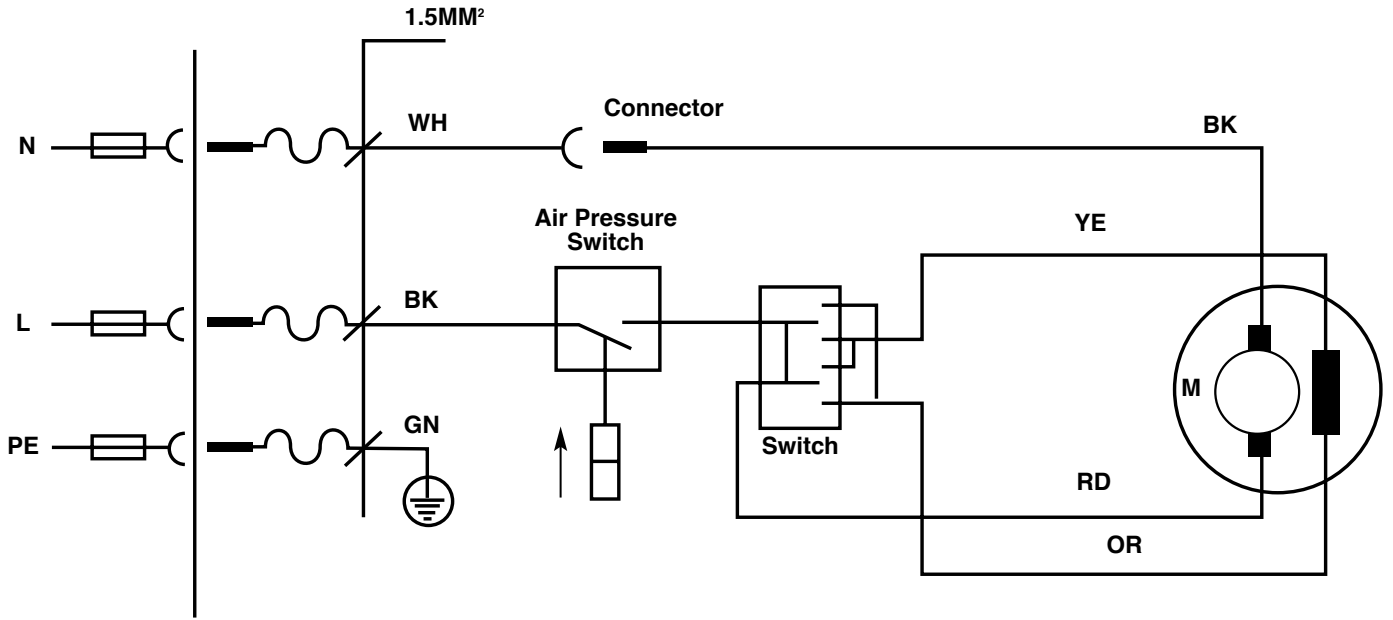 1.5MM²
N
WH
Connector
BK
YE
Air Pressure
Switch
L
BK
M
PE
GN
Switch
RD
OR